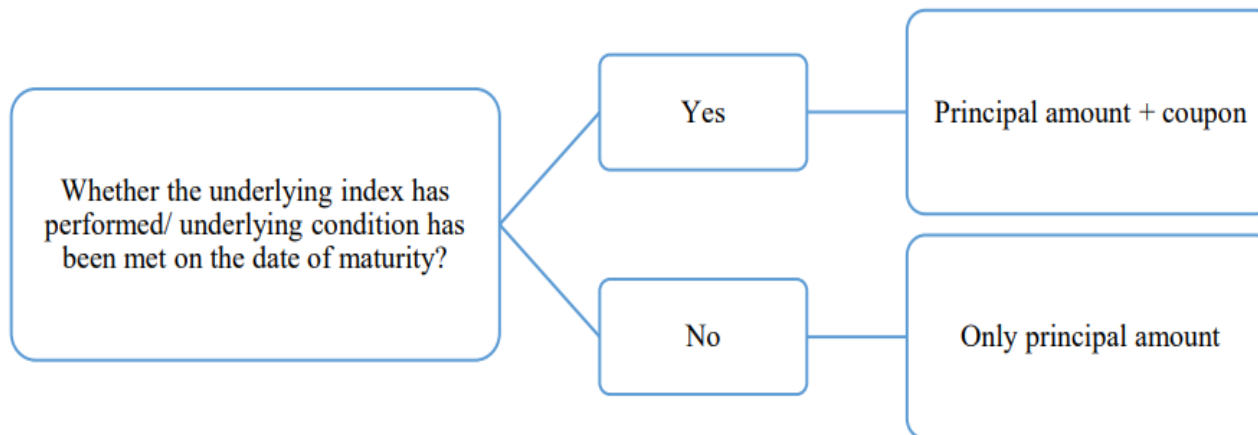 Whether the underlying index has
performed/ underlying condition has
been met on the date of maturity?
Yes
Principal amount + coupon
No
Only principal amount